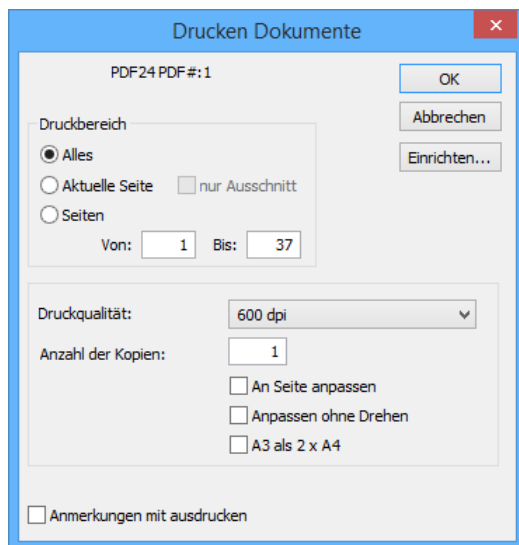 Drucken Dokumente
PDF24 PDF#:1
OK
Abbrechen
Einrichten...
Druckbereich
Alles
Aktuelle Seite nur Ausschnitt
Seiten
Von: 1 Bis: 37
Druckqualität: 600 dpi
Anzahl der Kopien: 1
An Seite anpassen
Anpassen ohne Drehen
A3 als 2 x A4
Anmerkungen mit ausdrucken